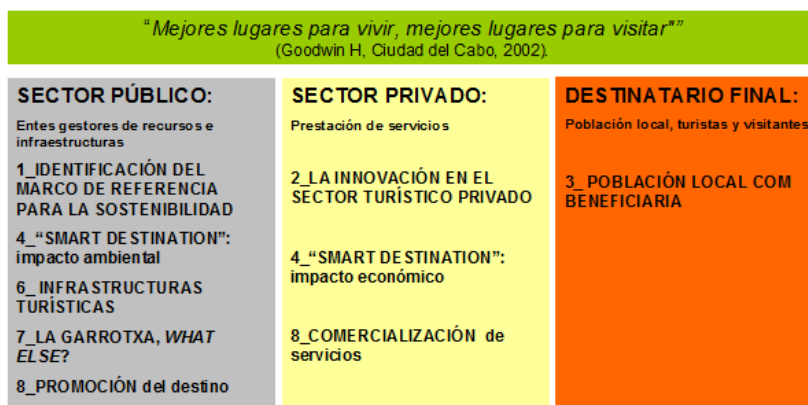 “Mejores lugares para vivir, mejores lugares para visitar"”
(Goodwin H, Ciudad del Cabo, 2002).
SECTOR PÚBLICO:
Entes gestores de recursos e
infraestructuras
1_IDENTIFICACIÓN DEL
MARCO DE REFERENCIA
PARA LA SOSTENIBILIDAD
4_“SMART DESTINATION”:
impacto ambiental
6_ INFRASTRUCTURAS
TURÍSTICAS
7_LA GARROTXA, WHAT
ELSE?
8_PROMOCIÓN del destino
SECTOR PRIVADO:
Prestación de servicios
2_LA INNOVACIÓN EN EL
SECTOR TURÍSTICO PRIVADO
4_“SMART DESTINATION”:
impacto económico
8_COMERCIALIZACIÓN de
servicios
DESTINATARIO FINAL:
Población local, turistas y visitantes
3_ POBLACIÓN LOCAL COM
BENEFICIARIA